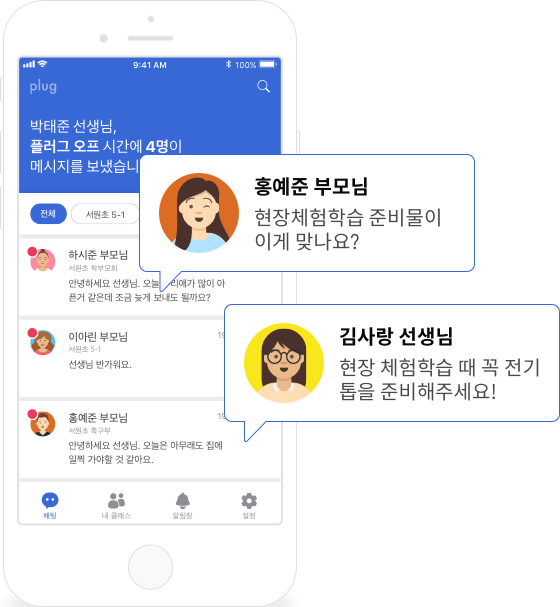 9:41 AM
100%
plug
박태준 선생님,
플러그 오프 시간에 4명이
메시지를 보냈습니
전체
서원초 5-1
홍예준 부모님
현장체험학습 준비물이
이게 맞나요?
하시준 부모님
서원초 학부모회
안녕하세요 선생님. 오늘
리애가 많이 아
픈거 같은데 조금 늦게 보내도 될까요?
김사랑 선생님
현장 체험학습 때 꼭 전기
톱을 준비해주세요!
이아린 부모님
서원초 5-1
선생님 반가워요.
홍예준 부모님
서원초 축구부
안녕하세요 선생님. 오늘은 아무래도 집에
일찍 가야할 것 같아요.
채팅
내 클래스
알림장
설정